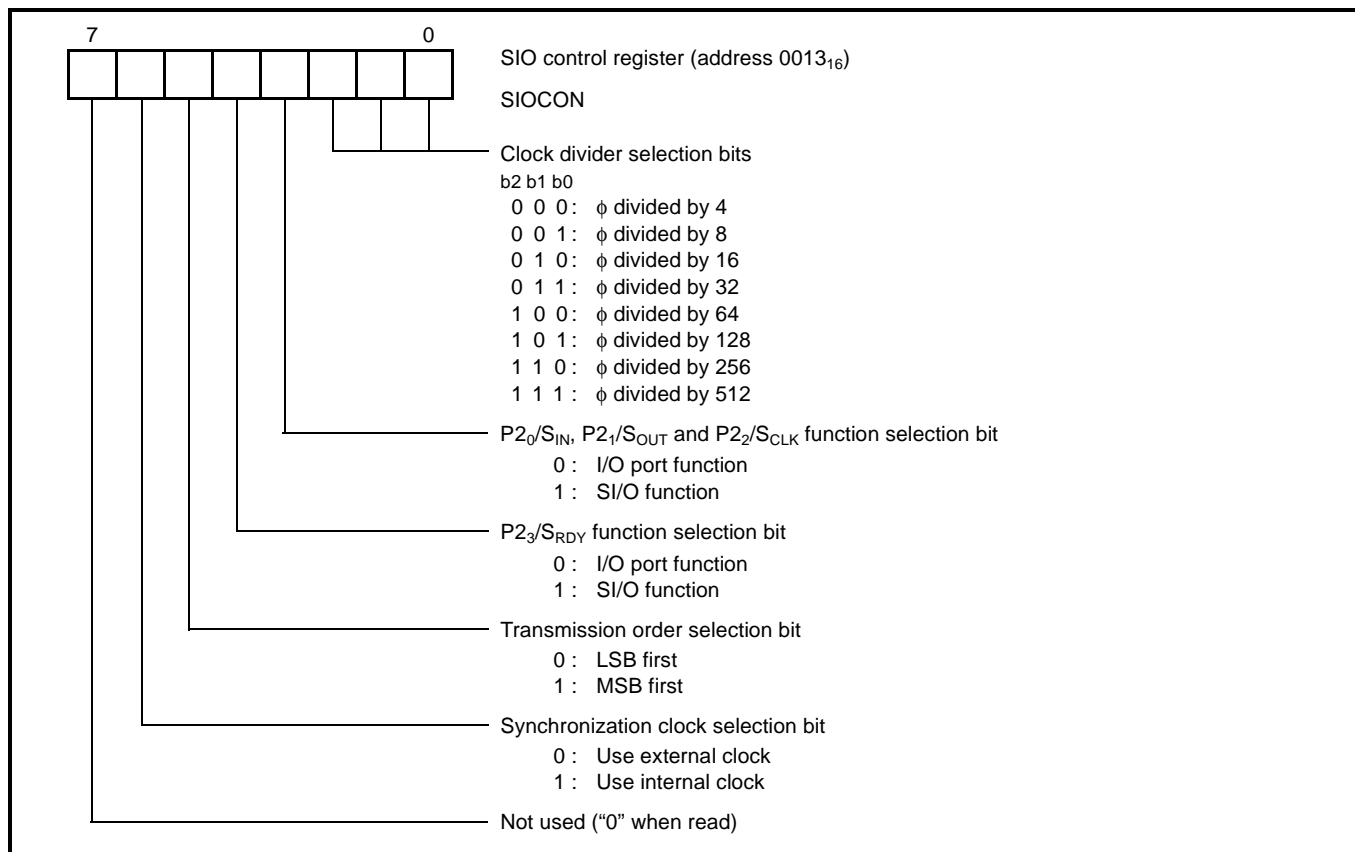 7 0
SIO control register (address 0013₁₆)
SIOCON
Clock divider selection bits
b2 b1 b0
0 0 0 : ϕ divided by 4
0 0 1 : ϕ divided by 8
0 1 0 : ϕ divided by 16
0 1 1 : ϕ divided by 32
1 0 0 : ϕ divided by 64
1 0 1 : ϕ divided by 128
1 1 0 : ϕ divided by 256
1 1 1 : ϕ divided by 512
P2₀/S_IN, P2₁/S_OUT and P2₂/S_CLK function selection bit
0 : I/O port function
1 : SI/O function
P2₃/S_RDY function selection bit
0 : I/O port function
1 : SI/O function
Transmission order selection bit
0 : LSB first
1 : MSB first
Synchronization clock selection bit
0 : Use external clock
1 : Use internal clock
Not used (“0” when read)